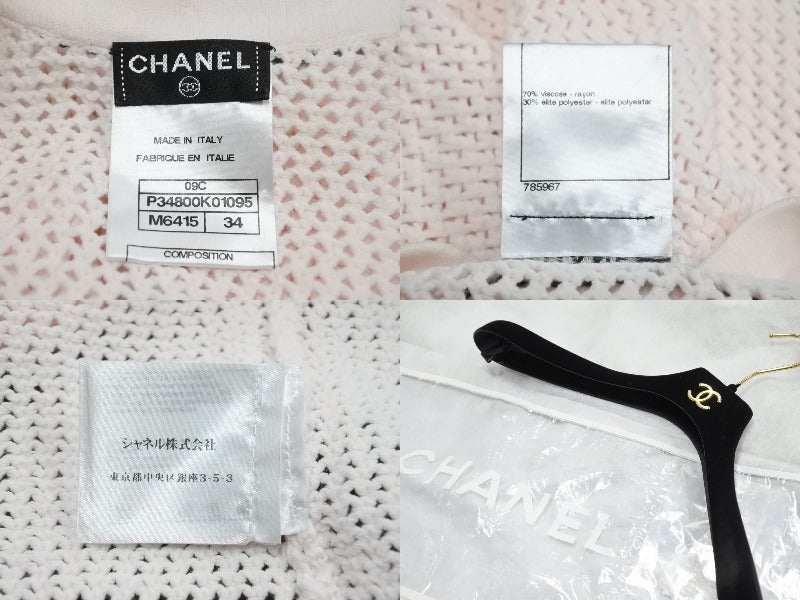 CHANEL
MADE IN ITALY
FABRIQUE EN ITALIE
09C
P34800K01095
M6415 34
COMPOSITION
70% viscose - rayon
30% elite polyester - elite polyester
785967
シャネル株式会社
東京都中央区銀座3-5-3
CHANEL